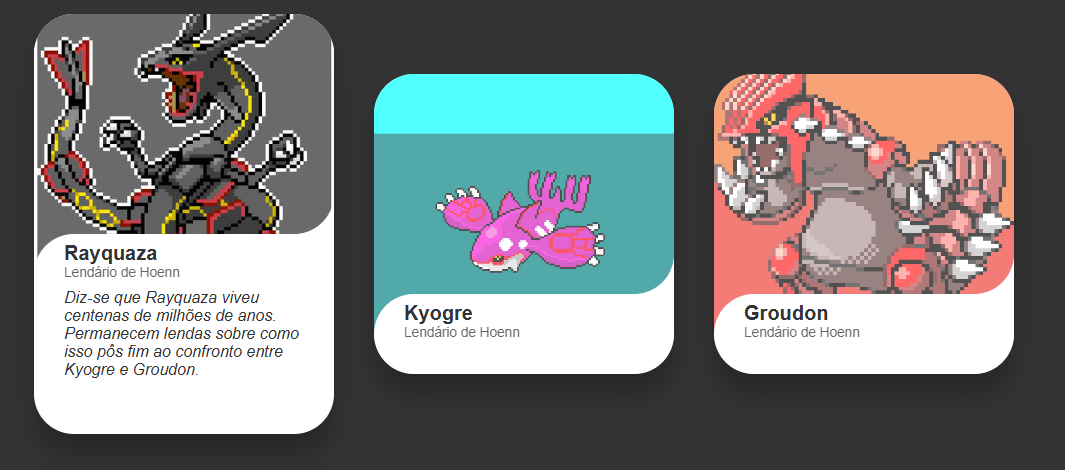 Rayquaza
Lendário de Hoenn
Diz-se que Rayquaza viveu
centenas de milhões de anos.
Permanecem lendas sobre como
isso pôs fim ao confronto entre
Kyogre e Groudon.
Kyogre
Lendário de Hoenn
Groudon
Lendário de Hoenn